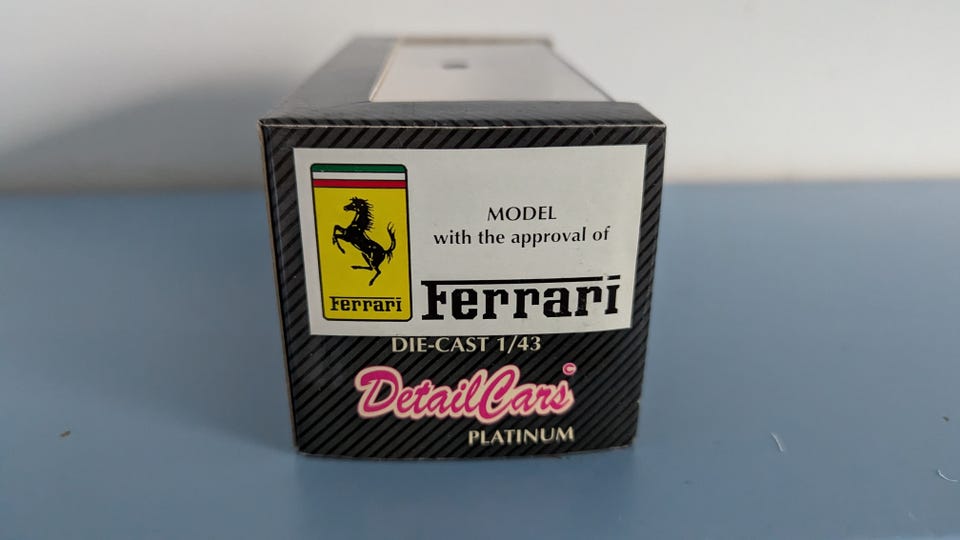 MODEL
with the approval of
Ferrari
Ferrari
DIE-CAST 1/43
DetailCars©
PLATINUM